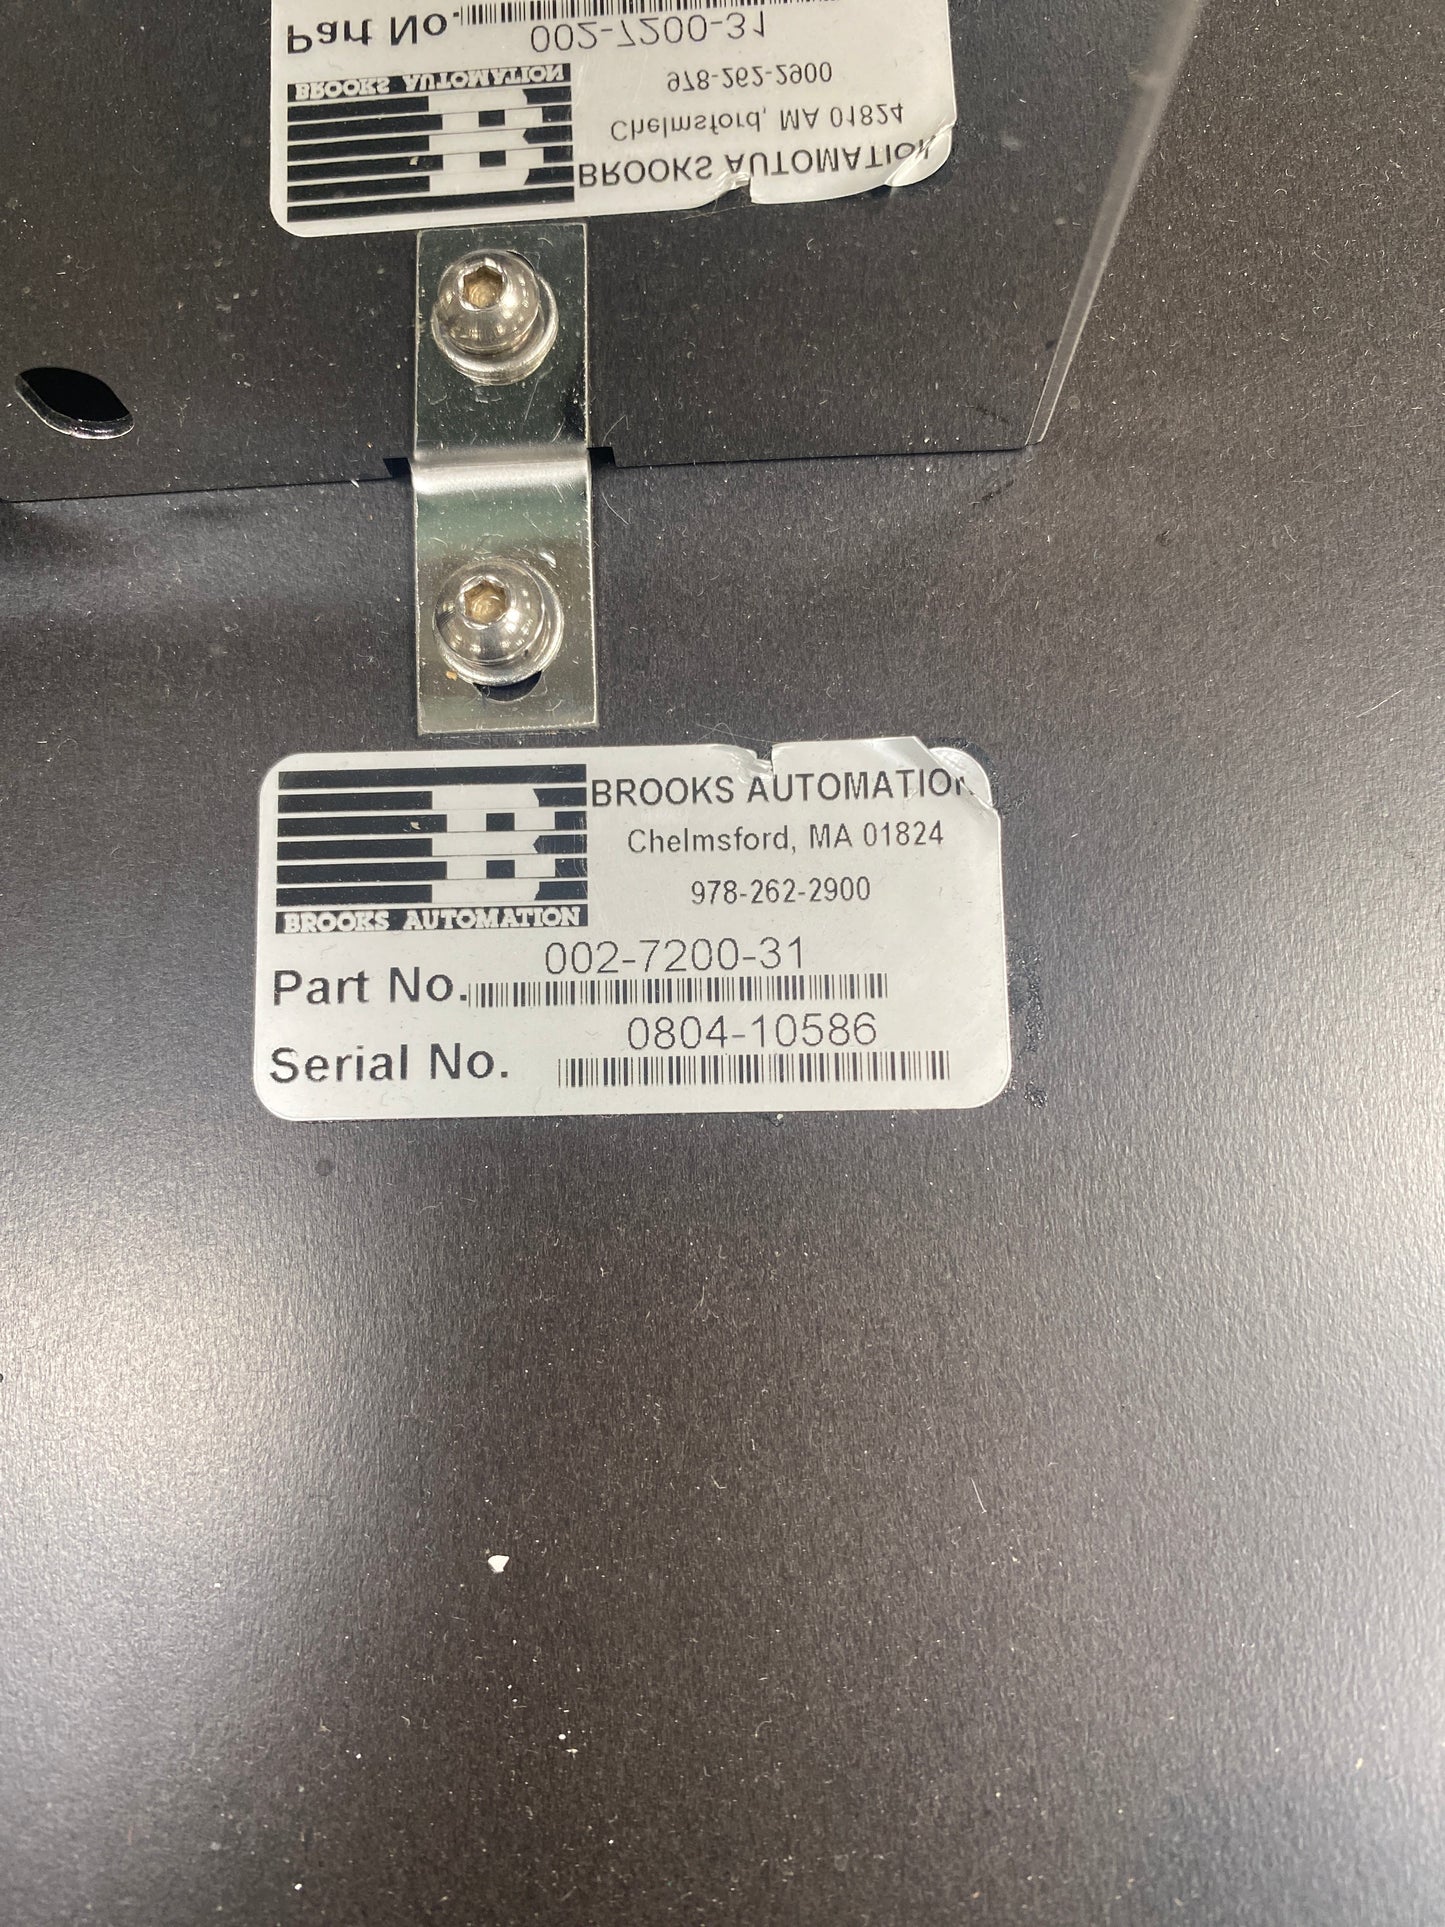 Part No.
002-7200-31
BROOKS AUTOMATION
978-262-2900
Chelmsford, MA 01824
BROOKS AUTOMATION
BROOKS AUTOMATION
Chelmsford, MA 01824
978-262-2900
BROOKS AUTOMATION
002-7200-31
Part No.
0804-10586
Serial No.